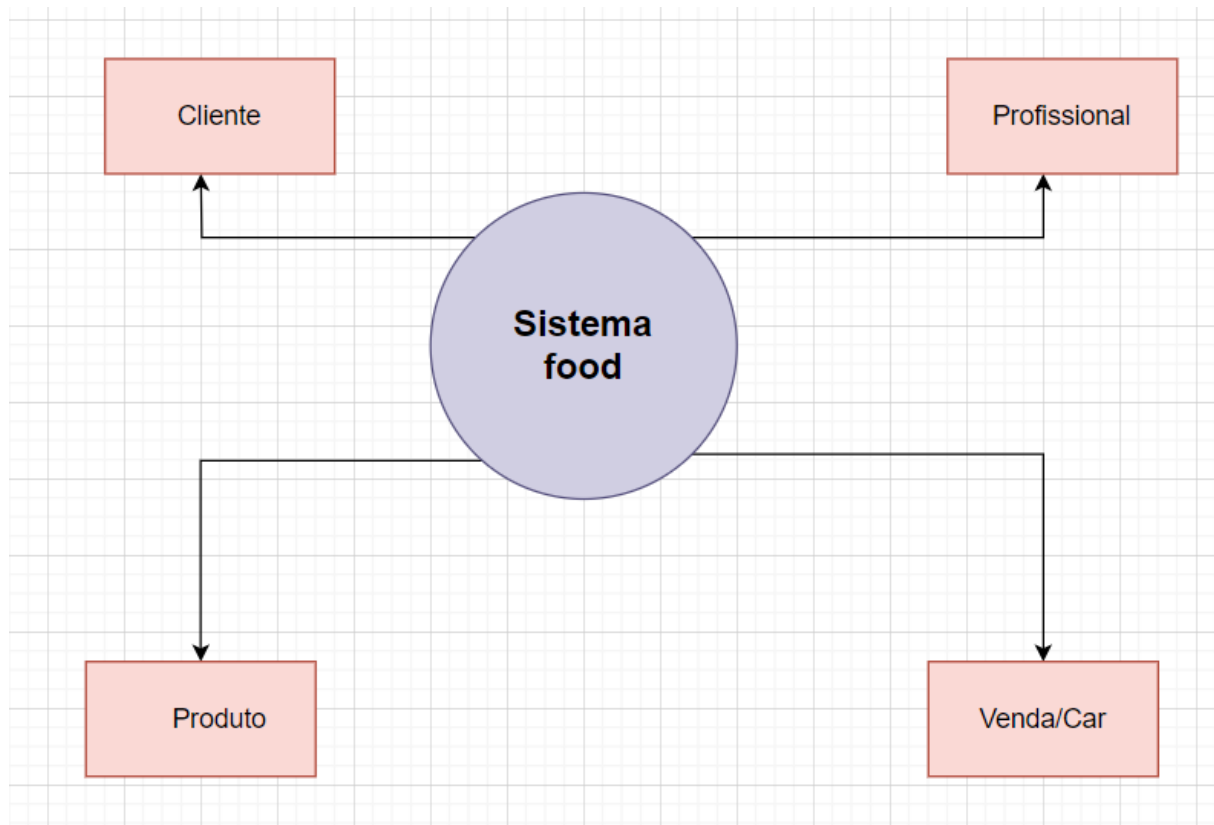 Cliente
Profissional
Sistema
food
Produto
Venda/Car